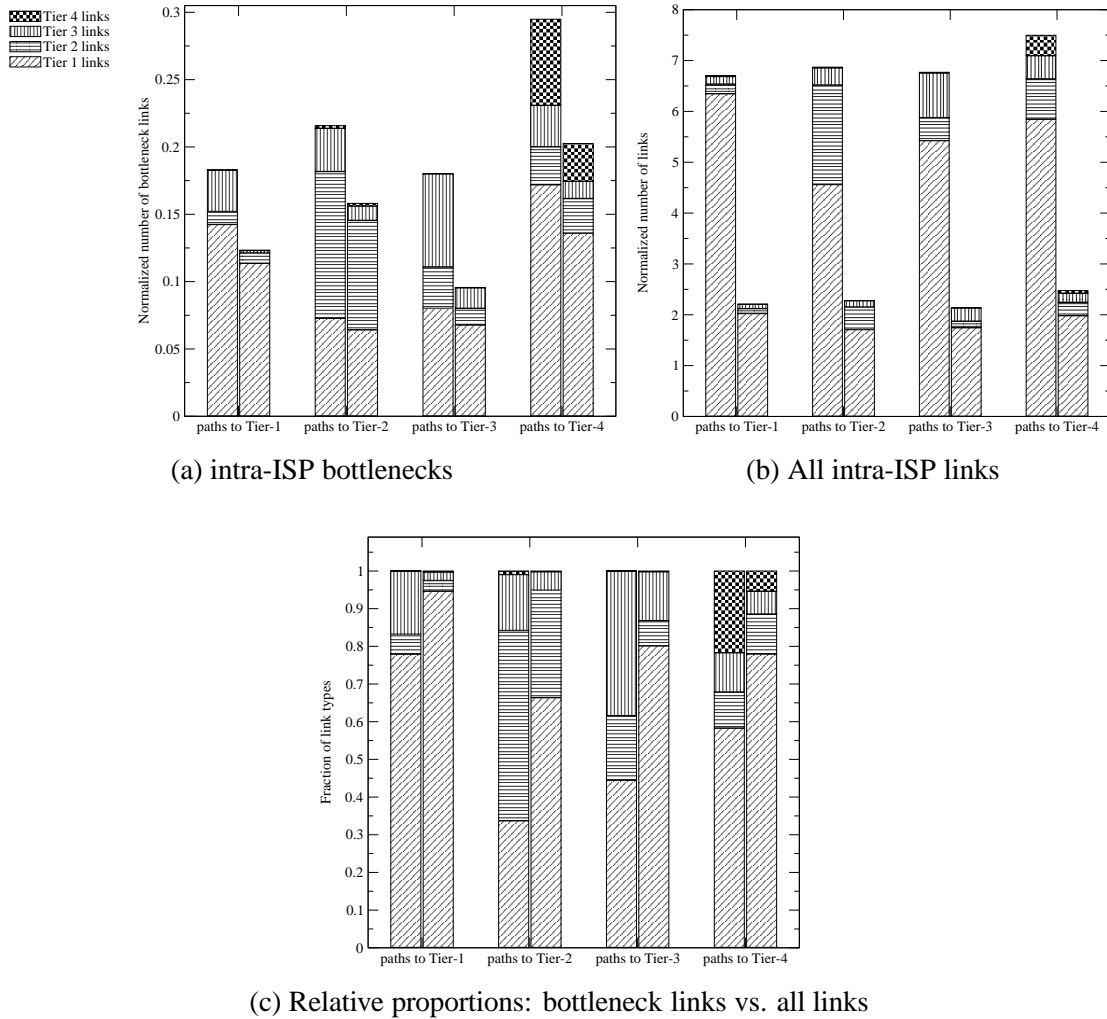 Tier 4 links
Tier 3 links
Tier 2 links
Tier 1 links
Normalized number of bottleneck links
0.3
0.25
0.2
0.15
0.1
0.05
0
paths to Tier-1 paths to Tier-2 paths to Tier-3 paths to Tier-4
(a) intra-ISP bottlenecks
Normalized number of links
8
7
6
5
4
3
2
1
0
paths to Tier-1 paths to Tier-2 paths to Tier-3 paths to Tier-4
(b) All intra-ISP links
Fraction of link types
1
0.9
0.8
0.7
0.6
0.5
0.4
0.3
0.2
0.1
0
paths to Tier-1 paths to Tier-2 paths to Tier-3 paths to Tier-4
(c) Relative proportions: bottleneck links vs. all links